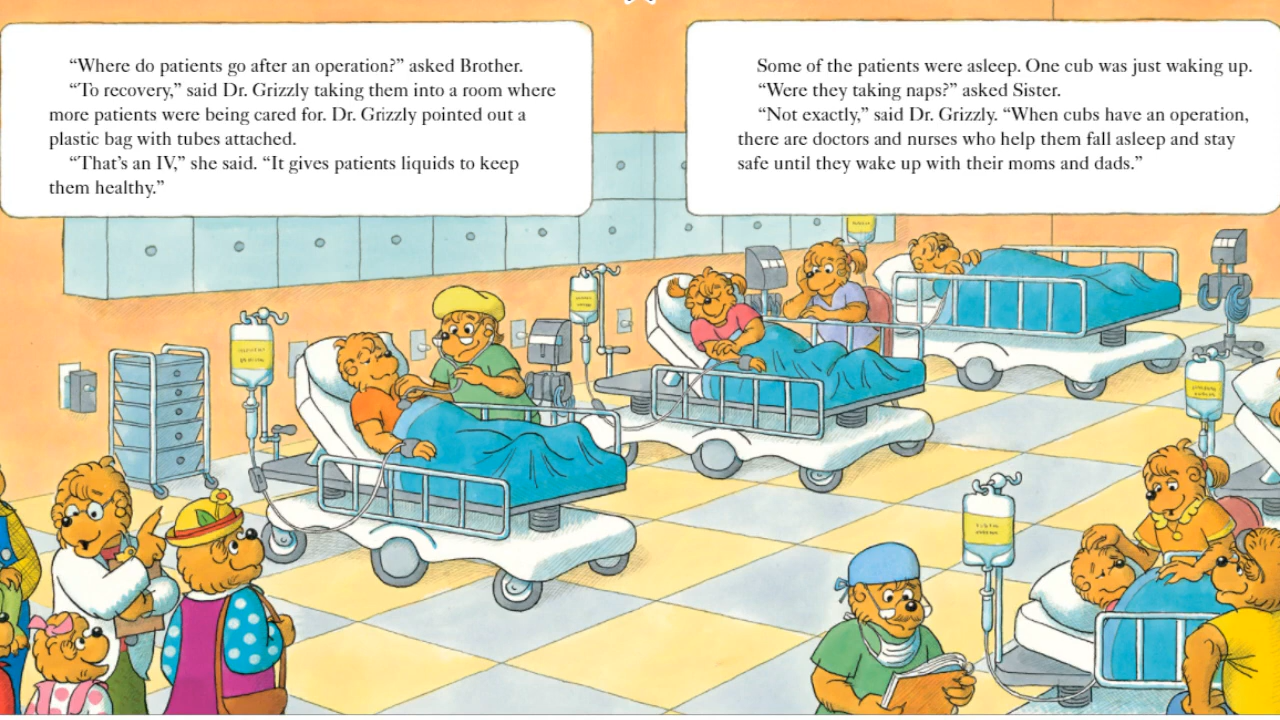 “Where do patients go after an operation?” asked Brother.
“To recovery,” said Dr. Grizzly taking them into a room where
more patients were being cared for. Dr. Grizzly pointed out a
plastic bag with tubes attached.
“That’s an IV,” she said. “It gives patients liquids to keep
them healthy.”
Some of the patients were asleep. One cub was just waking up.
“Were they taking naps?” asked Sister.
“Not exactly,” said Dr. Grizzly. “When cubs have an operation,
there are doctors and nurses who help them fall asleep and stay
safe until they wake up with their moms and dads.”